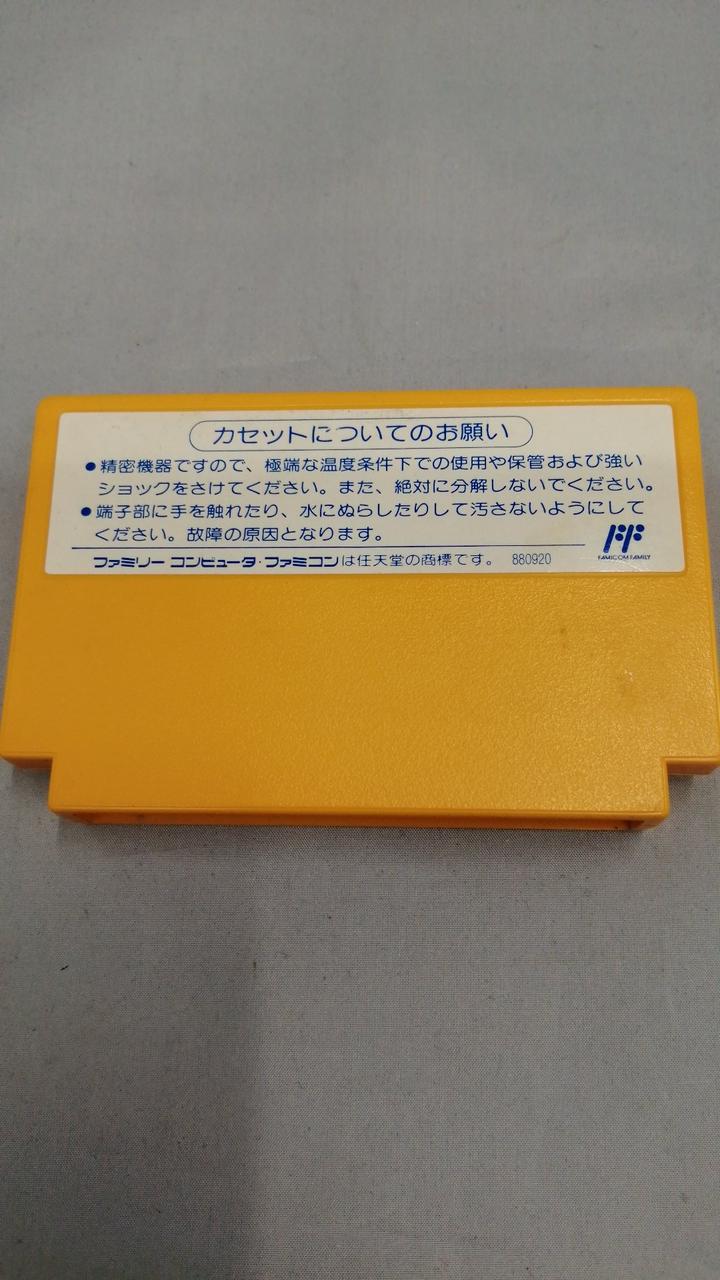 カセットについてのお願い
●精密機器ですので、極端な温度条件下での使用や保管および強い
ショックをさけてください。また、絶対に分解しないでください。
●端子部に手を触れたり、水にぬらしたりして汚さないようにして
ください。故障の原因となります。
FAMICOM FAMILY
ファミリー コンピュータ・ファミコンは任天堂の商標です。 880920